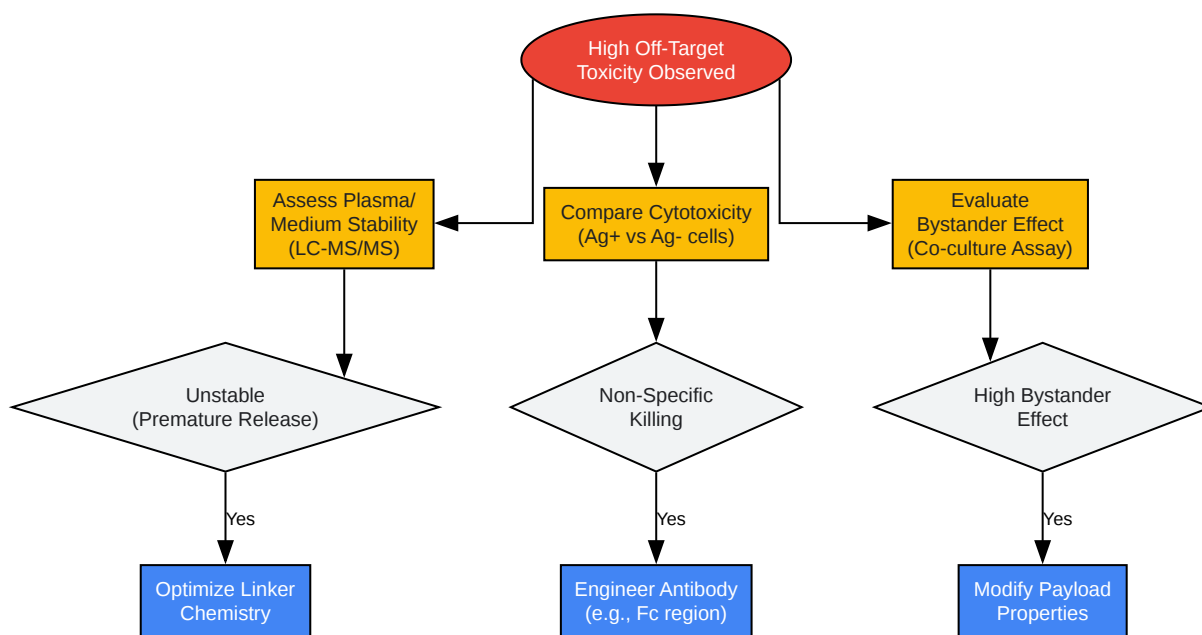 High Off-Target
Toxicity Observed
Assess Plasma/
Medium Stability
(LC-MS/MS)
Compare Cytotoxicity
(Ag+ vs Ag- cells)
Evaluate
Bystander Effect
(Co-culture Assay)
Unstable
(Premature Release)
Non-Specific
Killing
High Bystander
Effect
Yes
Yes
Yes
Optimize Linker
Chemistry
Engineer Antibody
(e.g., Fc region)
Modify Payload
Properties